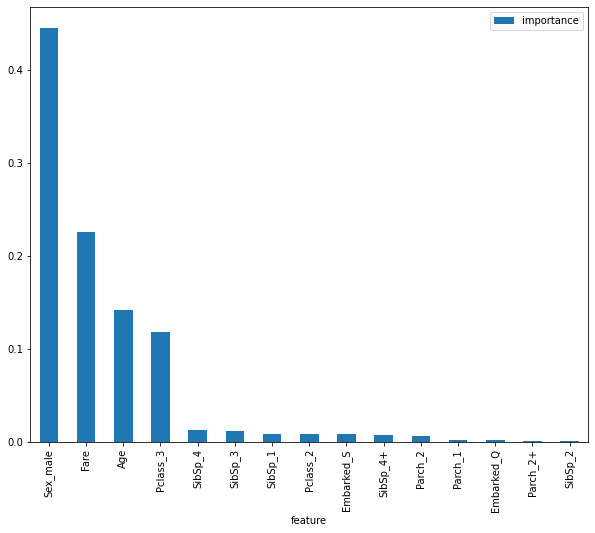 importance
0.4
0.3
0.2
0.1
0.0
Sex_male
Fare
Age
Pclass_3
SibSp_4
SibSp_3
SibSp_1
Pclass_2
Embarked_S
SibSp_4+
Parch_2
Parch_1
Embarked_Q
Parch_2+
SibSp_2
feature